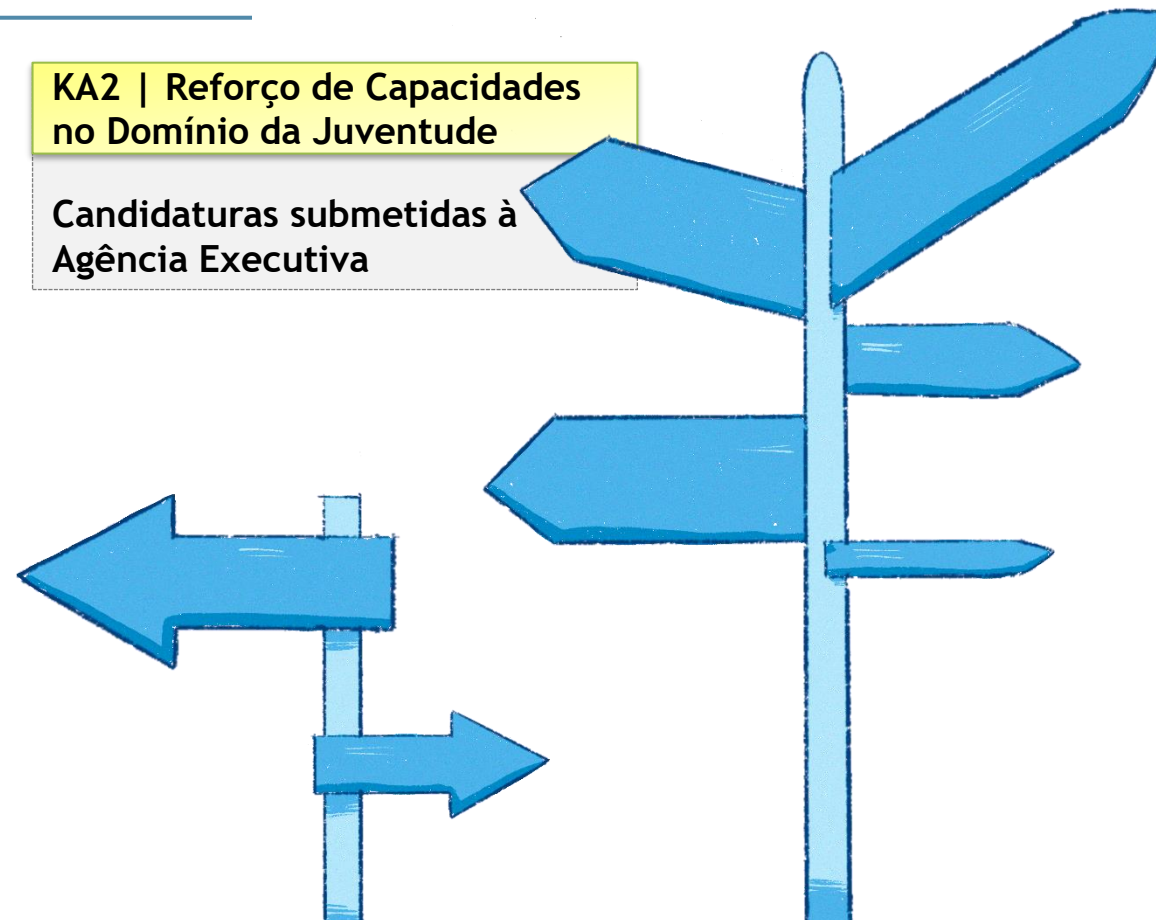 KA2 | Reforço de Capacidades
no Domínio da Juventude
Candidaturas submetidas à
Agência Executiva